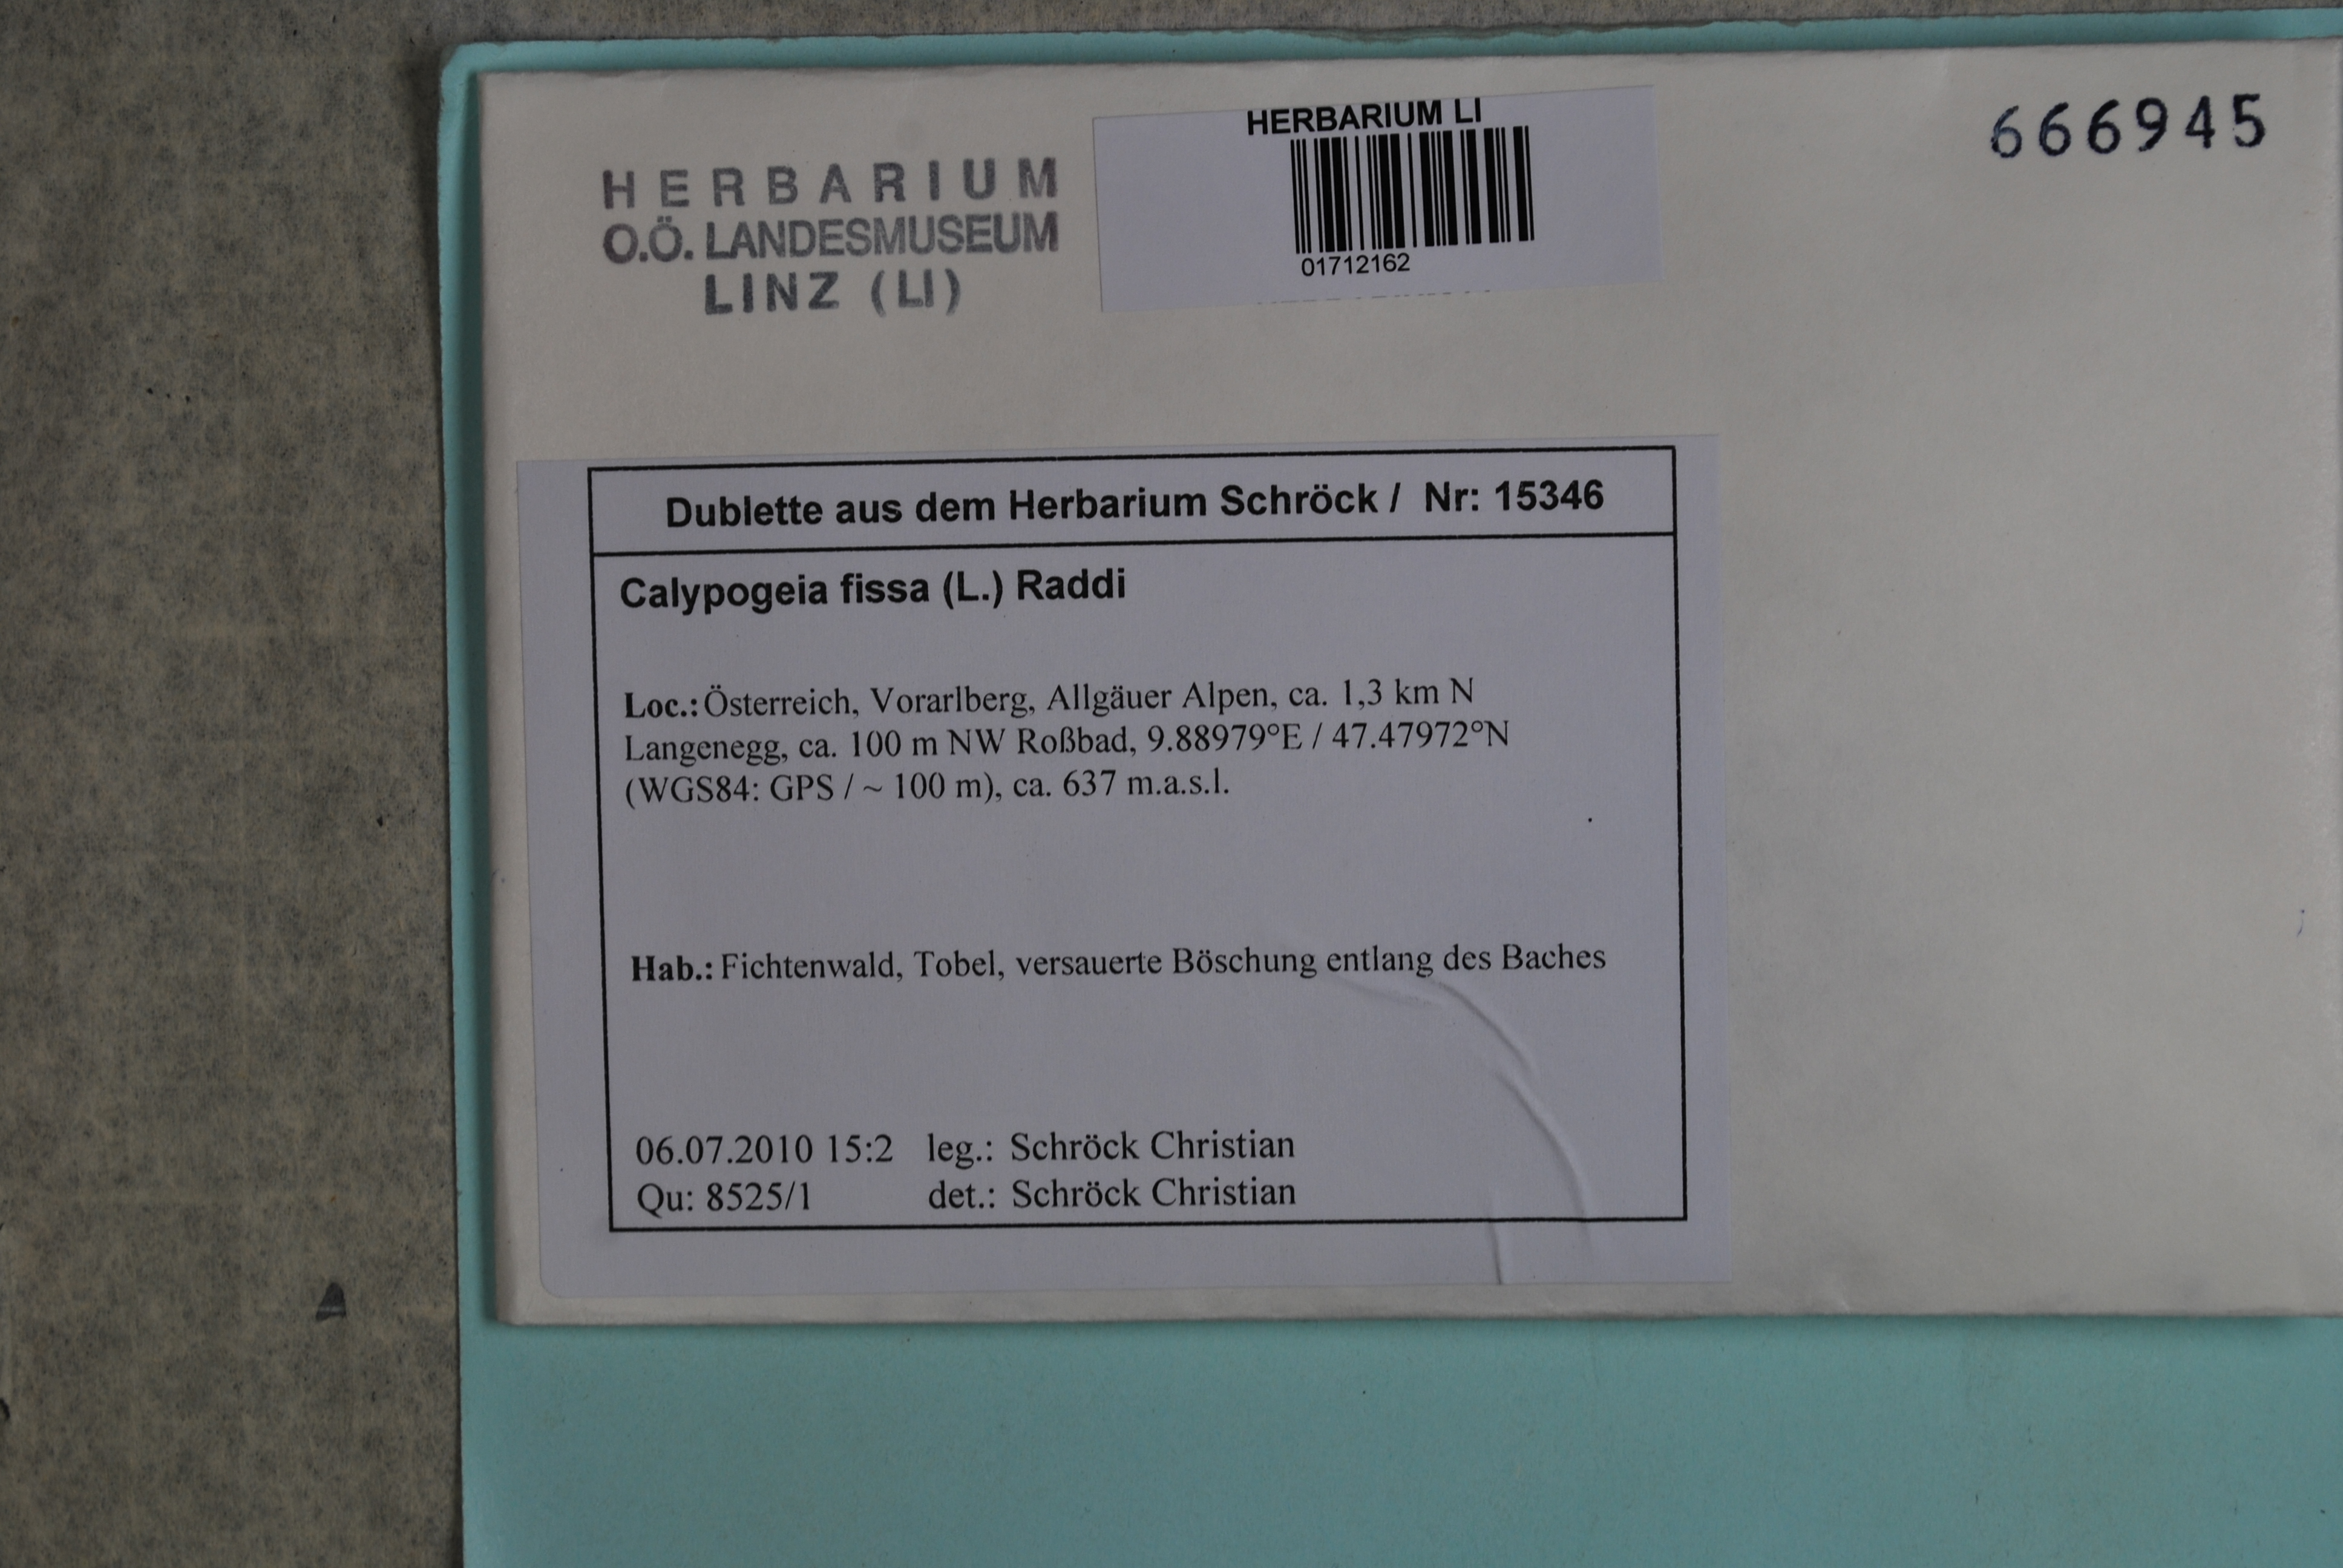 HERBARIUM
O.Ö. LANDESMUSEUM
LINZ (LI)
HERBARIUM LI
01712162
666945
Dublette aus dem Herbarium Schröck / Nr: 15346
Calypogeia fissa (L.) Raddi
Loc.: Österreich, Vorarlberg, Allgäuer Alpen, ca. 1,3 km N
Langenegg, ca. 100 m NW Roßbad, 9.88979°E / 47.47972°N
(WGS84: GPS / ~ 100 m), ca. 637 m.a.s.l.
Hab.: Fichtenwald, Tobel, versauerte Böschung entlang des Baches
06.07.2010 15:2 leg.: Schröck Christian
Qu: 8525/1 det.: Schröck Christian